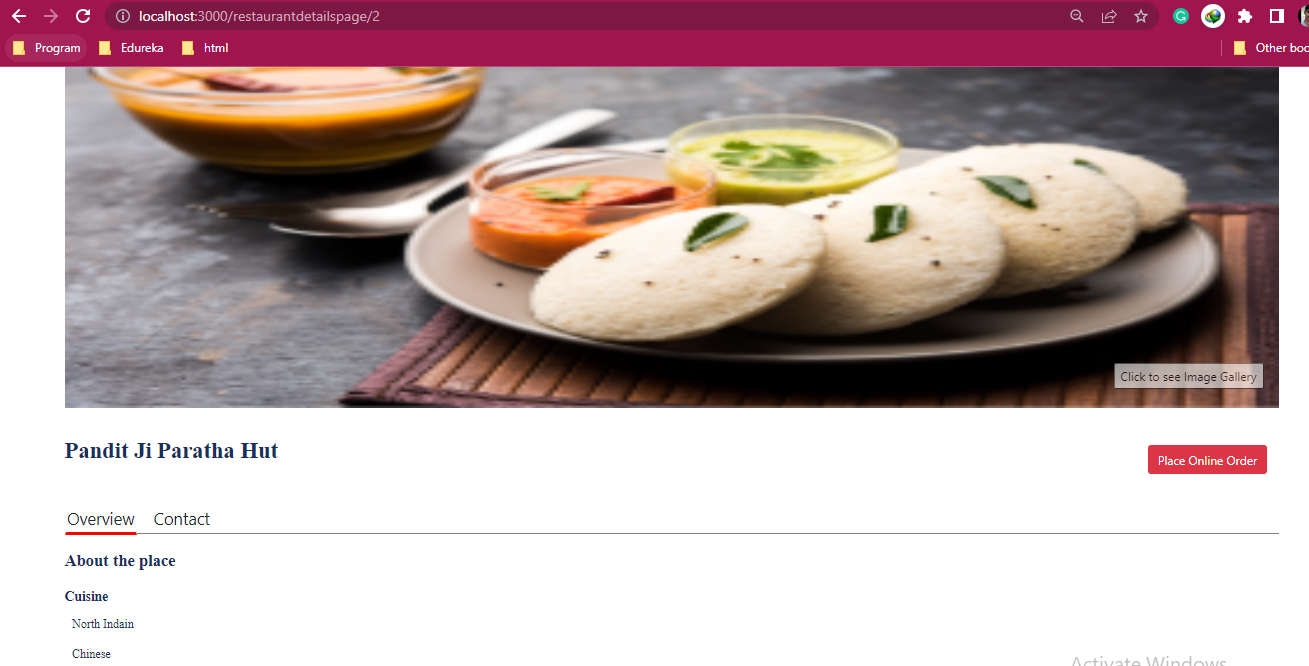 localhost:3000/restaurantdetailspage/2
Program Edureka html Other boo
Click to see Image Gallery
Pandit Ji Paratha Hut
Place Online Order
Overview Contact
About the place
Cuisine
North Indain
Chinese
Activate Windows